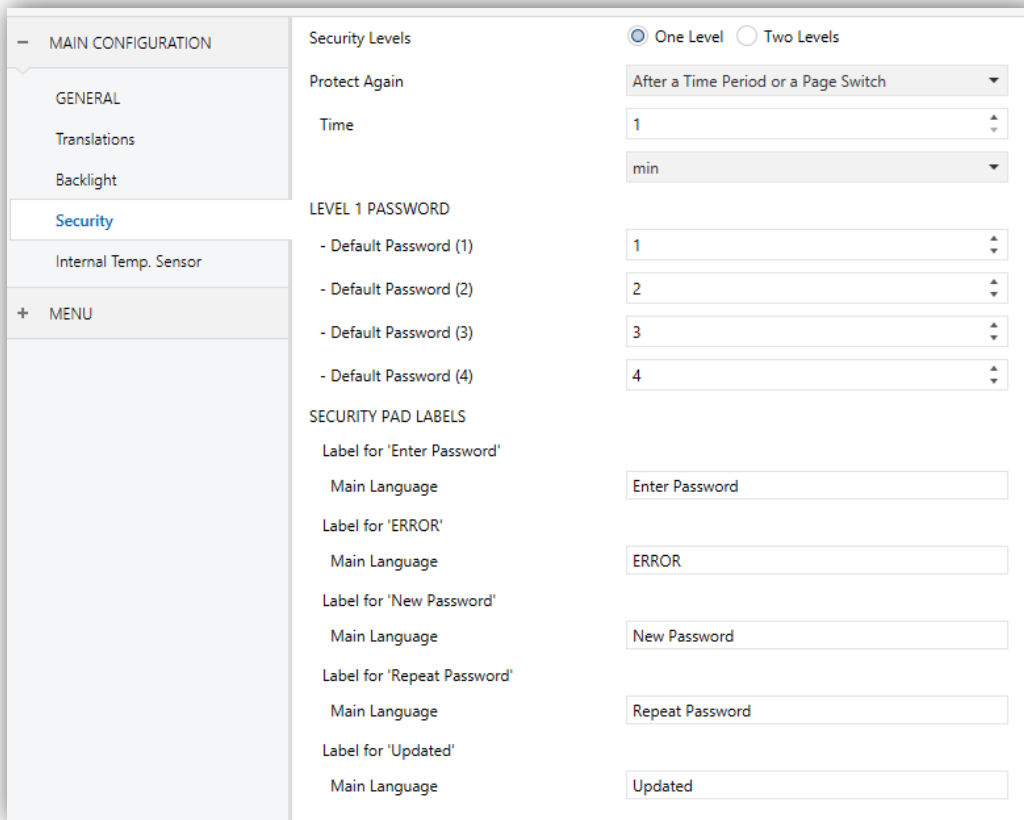 − MAIN CONFIGURATION
GENERAL
Translations
Backlight
Security
Internal Temp. Sensor
+ MENU
Security Levels One Level Two Levels
Protect Again After a Time Period or a Page Switch
Time 1
min
LEVEL 1 PASSWORD
- Default Password (1) 1
- Default Password (2) 2
- Default Password (3) 3
- Default Password (4) 4
SECURITY PAD LABELS
Label for 'Enter Password'
Main Language Enter Password
Label for 'ERROR'
Main Language ERROR
Label for 'New Password'
Main Language New Password
Label for 'Repeat Password'
Main Language Repeat Password
Label for 'Updated'
Main Language Updated